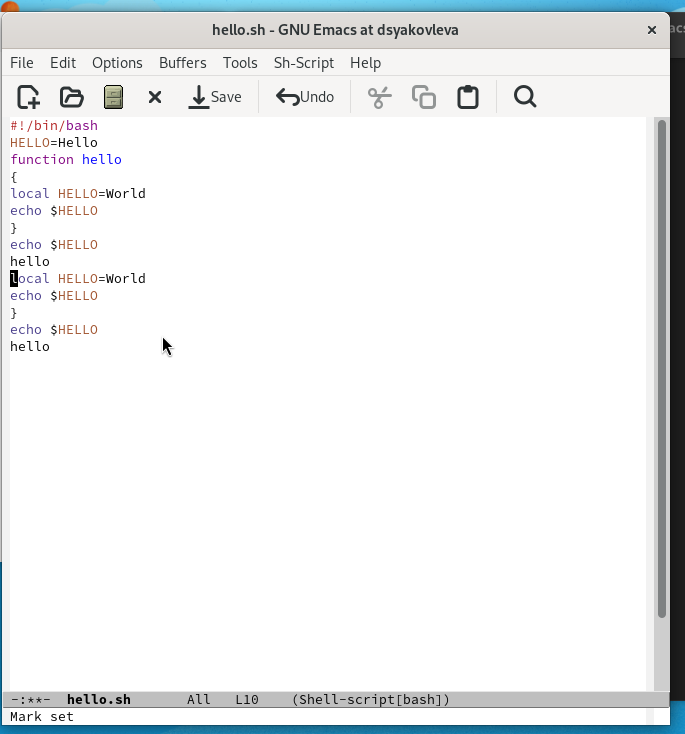 hello.sh - GNU Emacs at dsyakovleva
File Edit Options Buffers Tools Sh-Script Help
Save Undo
#!/bin/bash
HELLO=Hello
function hello
{
local HELLO=World
echo $HELLO
}
echo $HELLO
hello
local HELLO=World
echo $HELLO
}
echo $HELLO
hello
-:**- hello.sh All L10 (Shell-script[bash])
Mark set